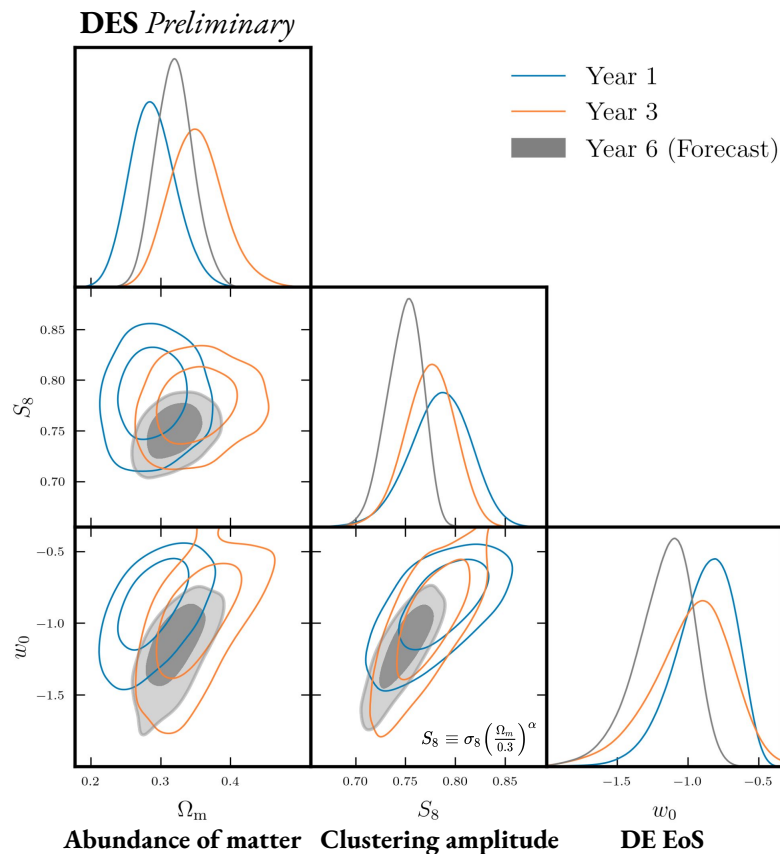 DES Preliminary
Year 1
Year 3
Year 6 (Forecast)
0.85
0.80
0.75
0.70
S₈
−0.5
−1.0
−1.5
w₀
S₈ ≡ σ₈(Ωₘ/0.3)^α
0.2 0.3 0.4
0.70 0.75 0.80 0.85
−1.5 −1.0 −0.5
Ωₘ S₈ w₀
Abundance of matter Clustering amplitude DE EoS